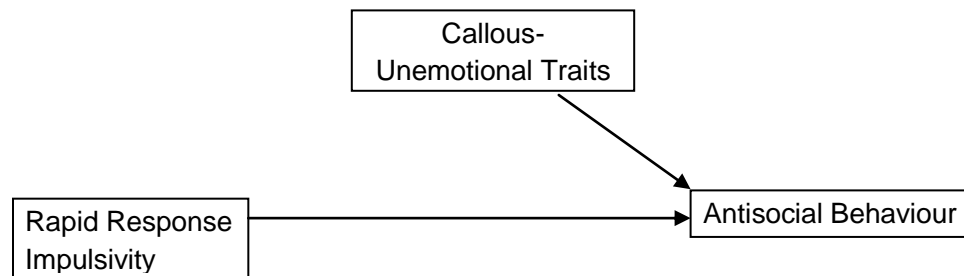 Callous-
Unemotional Traits
Rapid Response
Impulsivity
Antisocial Behaviour